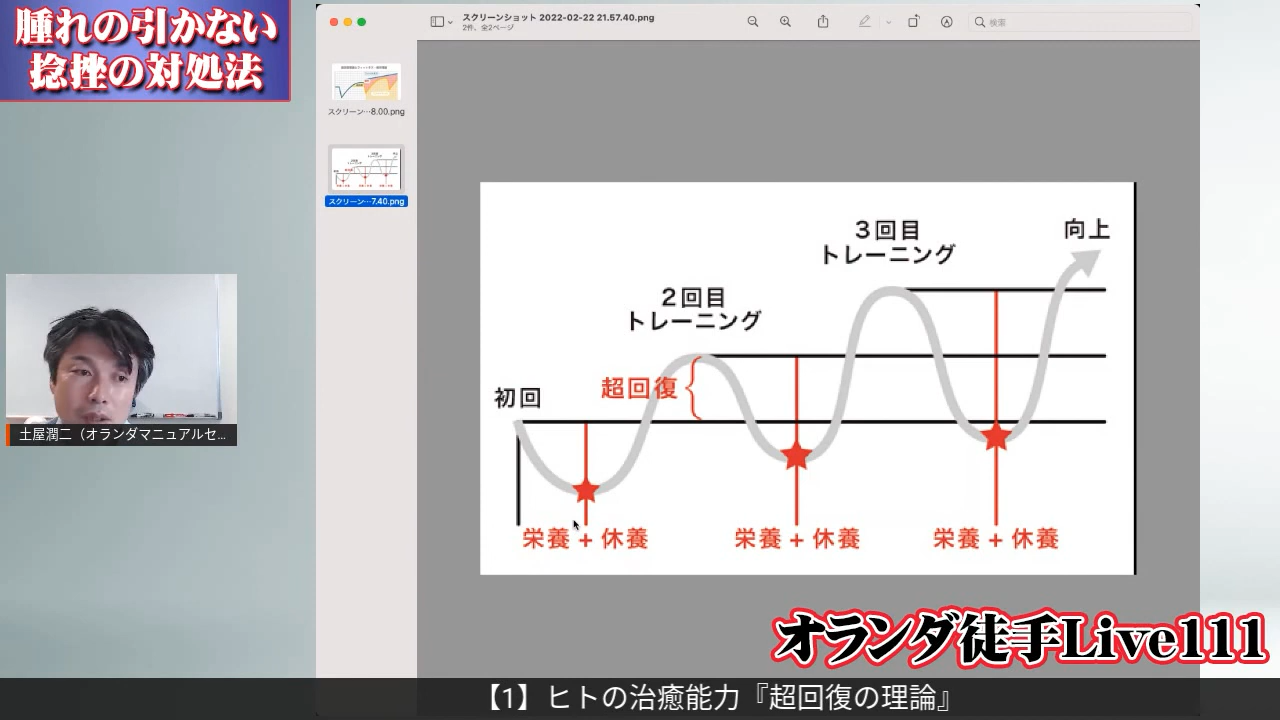 腫れの引かない
捻挫の対処法
スクリーンショット 2022-02-22 21.57.40.png
2件、全2ページ
検索
スクリーン…8.00.png
スクリーン…7.40.png
向上
3回目
トレーニング
2回目
トレーニング
超回復
初回
栄養 + 休養
栄養 + 休養
栄養 + 休養
土屋潤二（オランダマニュアルセ...
オランダ徒手Live111
【1】ヒトの治癒能力『超回復の理論』